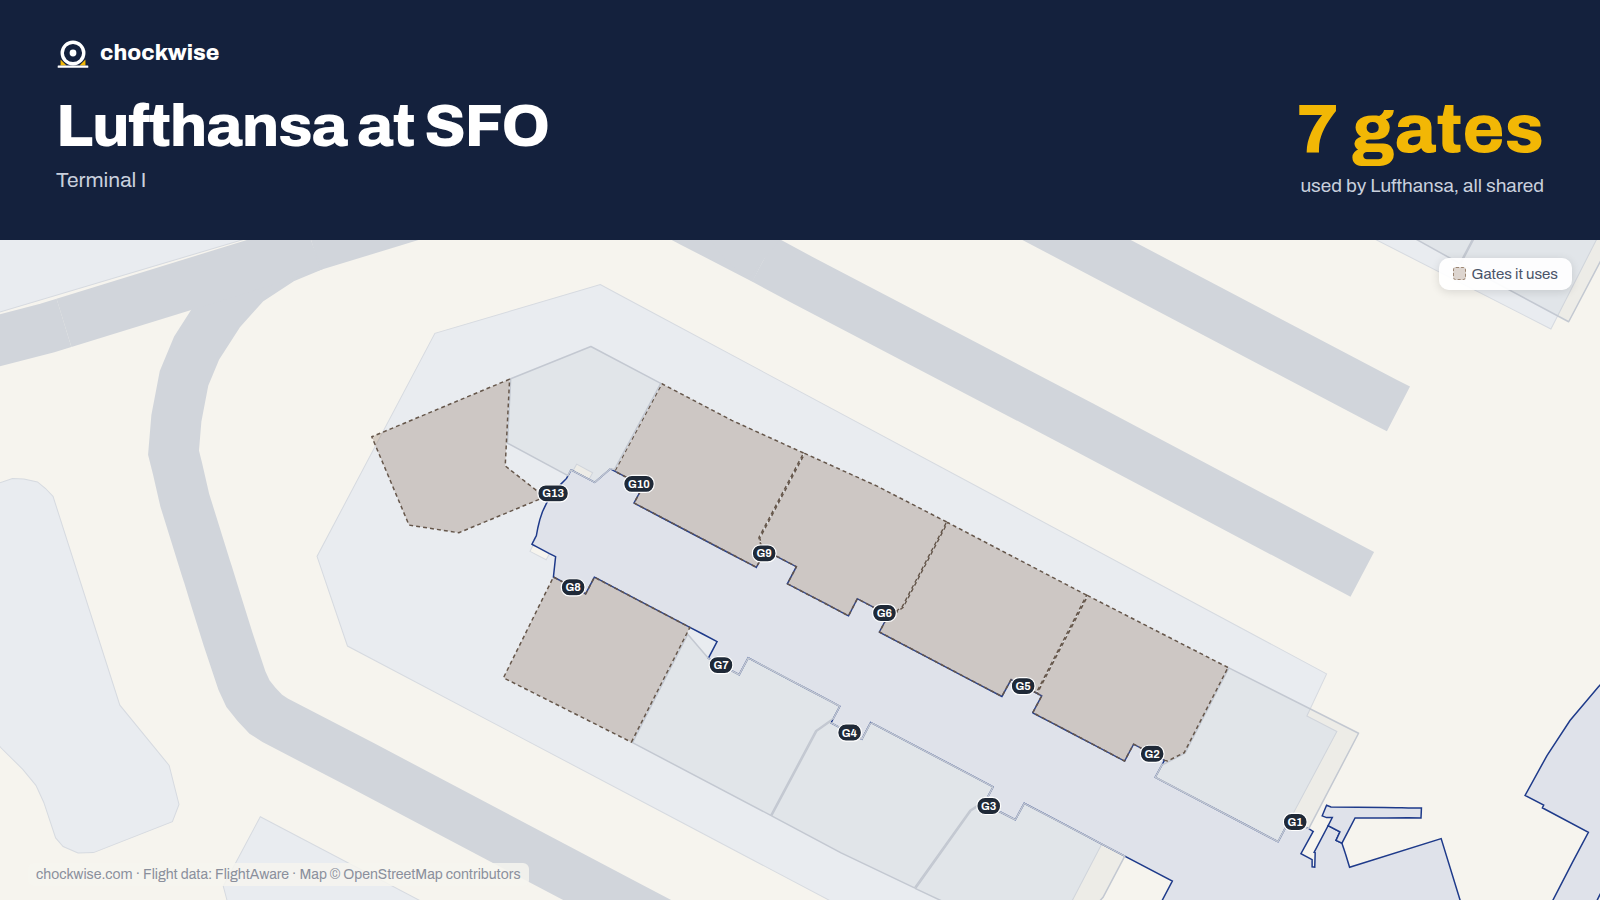 chockwise
Lufthansa at SFO
Terminal I
7 gates
used by Lufthansa, all shared
Gates it uses
G13
G10
G9
G8
G6
G7
G5
G4
G2
G3
G1
chockwise.com · Flight data: FlightAware · Map © OpenStreetMap contributors